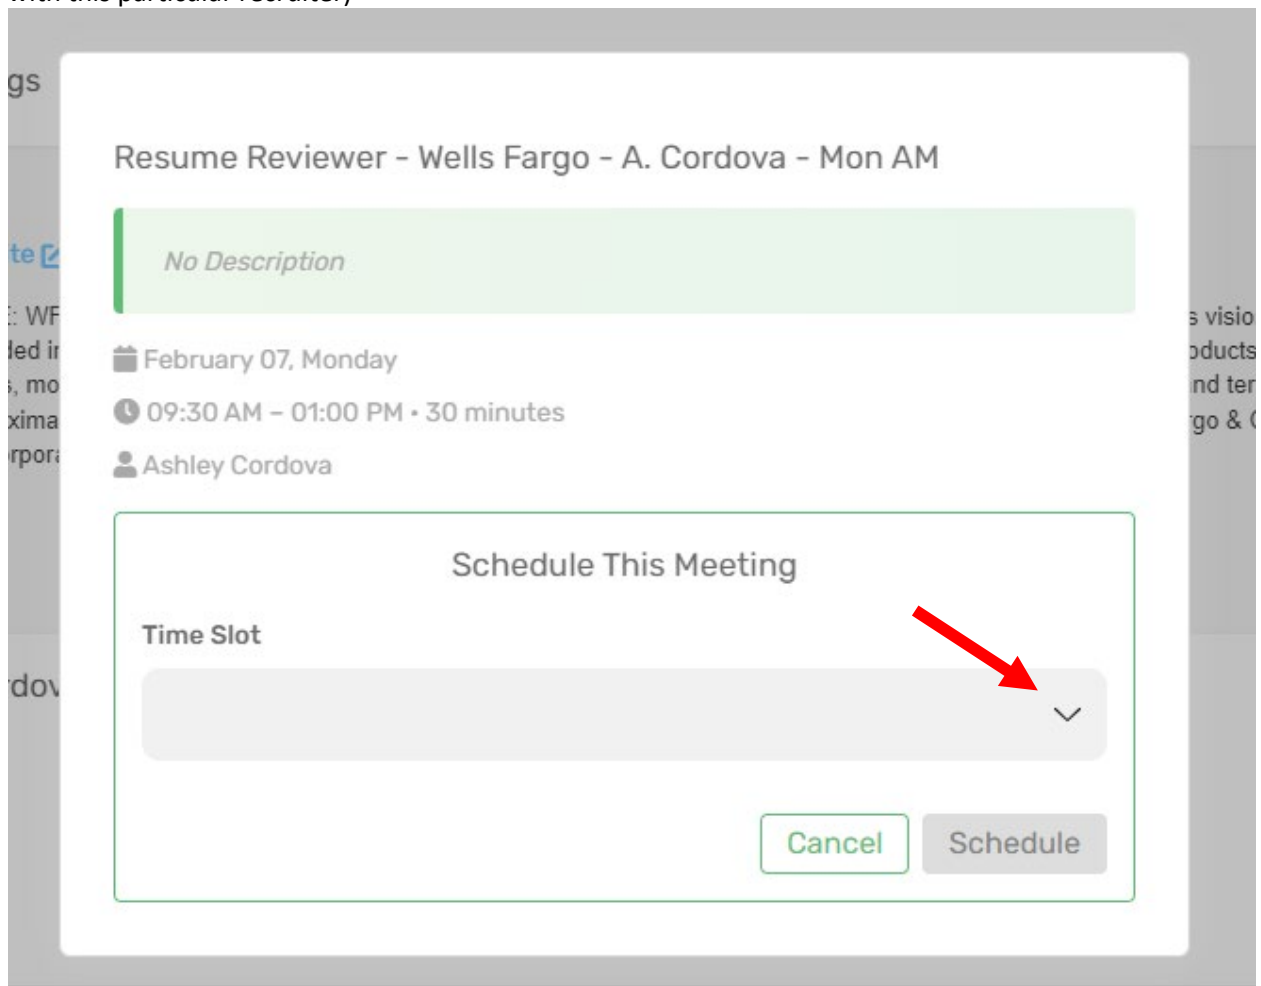 Resume Reviewer - Wells Fargo - A. Cordova - Mon AM
No Description
February 07, Monday
09:30 AM – 01:00 PM • 30 minutes
Ashley Cordova
Schedule This Meeting
Time Slot
Cancel
Schedule